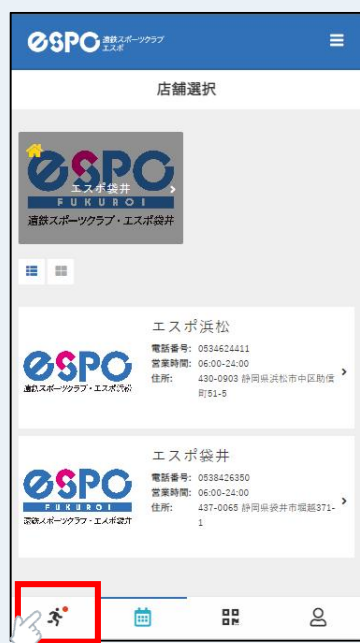 espo 遠鉄スポーツクラブ
エスポ
店舗選択
espo
エスポ袋井
FUKUROI
遠鉄スポーツクラブ・エスポ袋井
エスポ浜松
電話番号: 0534624411
営業時間: 06:00-24:00
住所: 430-0903 静岡県浜松市中区助信
町51-5
espo
遠鉄スポーツクラブ・エスポ浜松
エスポ袋井
電話番号: 0538426350
営業時間: 06:00-24:00
住所: 437-0065 静岡県袋井市堀越371-
1
espo
FUKUROI
遠鉄スポーツクラブ・エスポ袋井